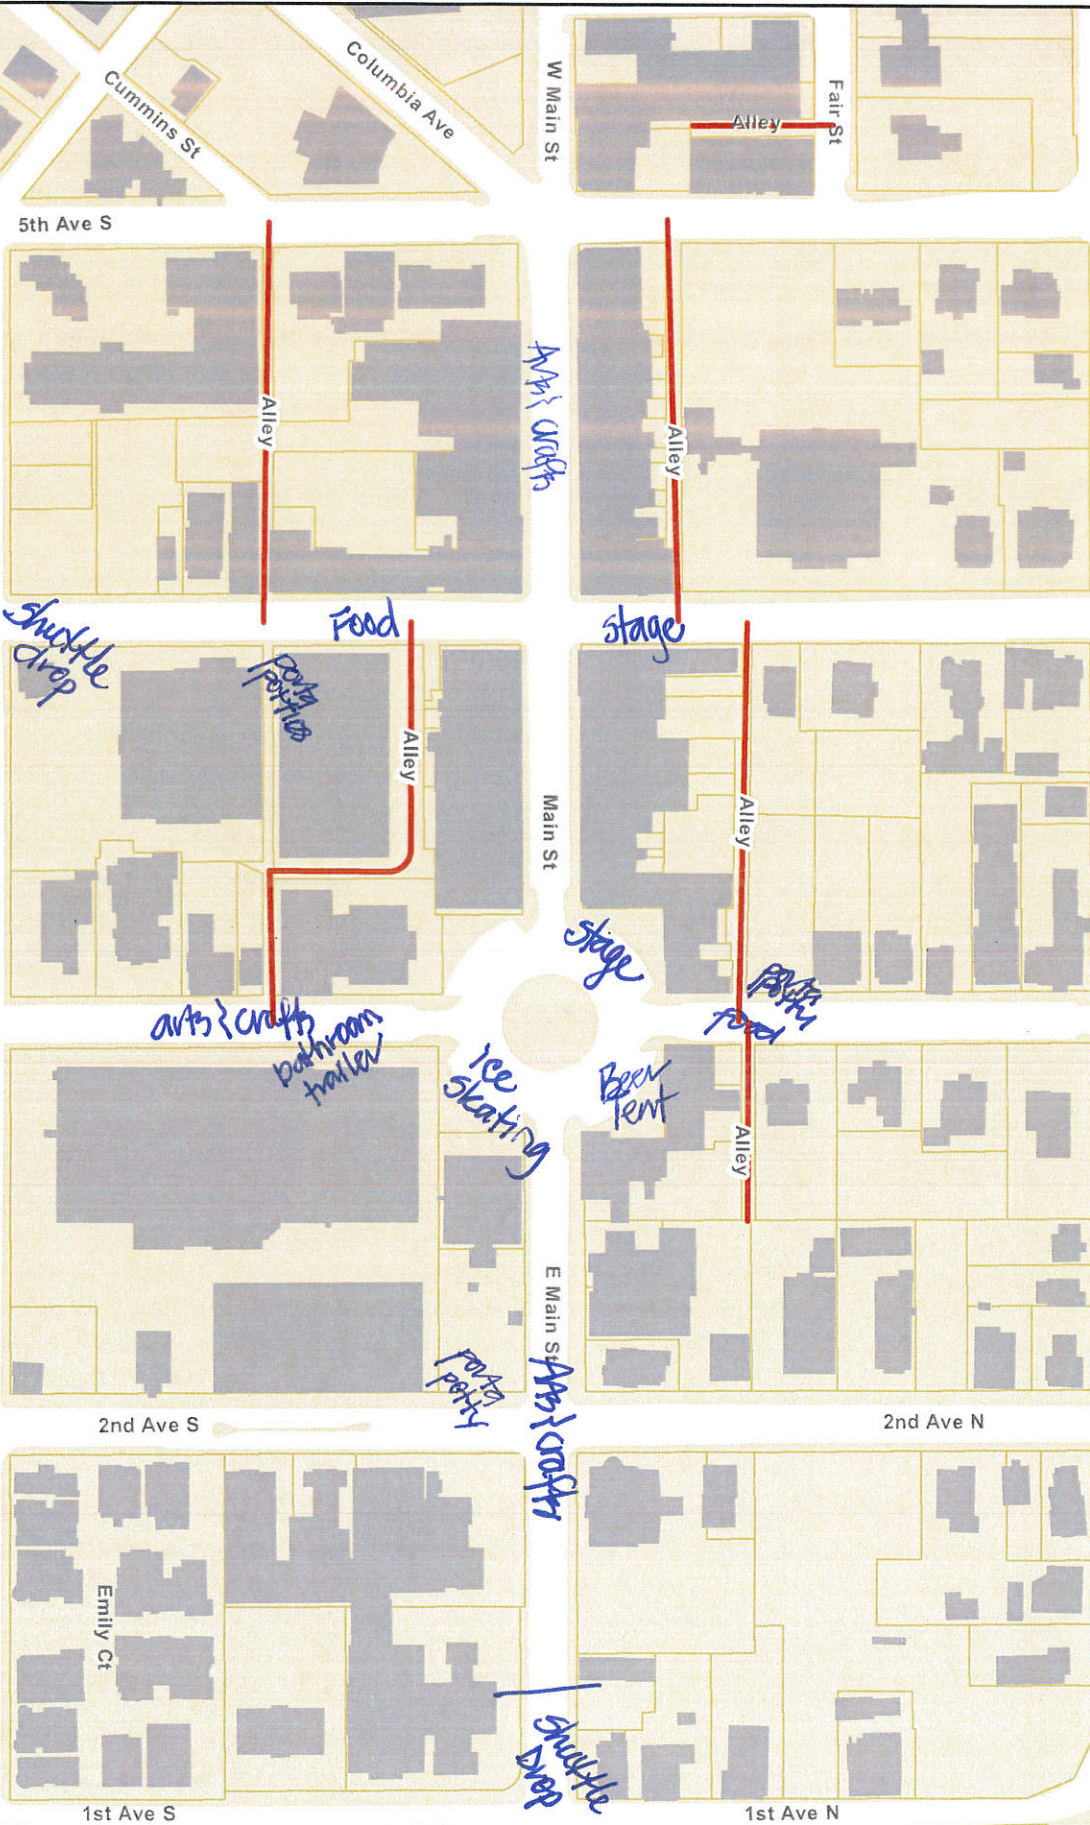 Columbia Ave
Cummins St
W Main St
Fair St
Alley
5th Ave S
Arts } crafts
Alley
Alley
Shuttle
drop
Food
stage
porta
potties
Alley
Main St
Alley
stage
porta
potty
arts } crafts
food
bathroom
trailer
ice
skating
Beer
Tent
Alley
E Main St
porta
potty
Arts } crafts
2nd Ave S
2nd Ave N
Emily Ct
Shuttle
Drop
1st Ave S
1st Ave N